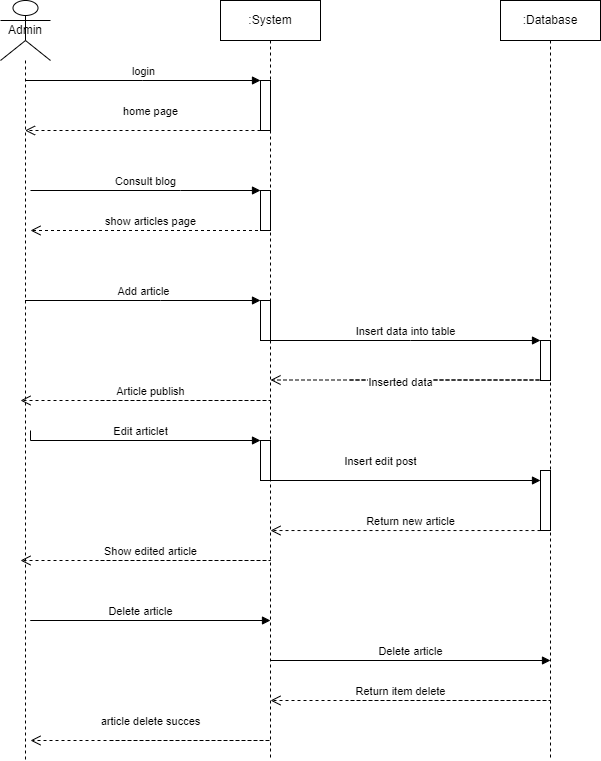 Admin
:System
:Database
login
home page
Consult blog
show articles page
Add article
Insert data into table
Inserted data
Article publish
Edit articlet
Insert edit post
Return new article
Show edited article
Delete article
Delete article
Return item delete
article delete succes